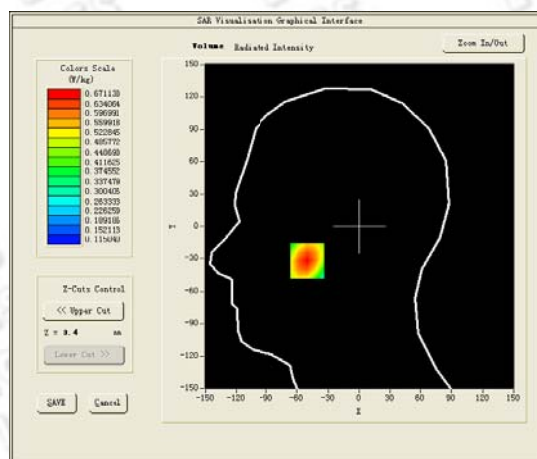 SAR Visualisation Graphical Interface
Volume Radiated Intensity
Zoom In/Out
Colors Scale
(W/kg)
0.671133
0.634064
0.596991
0.559918
0.522845
0.485772
0.448698
0.411625
0.374552
0.337479
0.300405
0.263333
0.226259
0.189186
0.152113
0.115040
Z-Cuts Control
<< Upper Cut
Z = 3.4 mm
Lower Cut >>
SAVE
Cancel
150
120
90
60
30
0
-30
-60
-90
-120
-150
Y
-150 -120 -90 -60 -30 0 30 60 90 120 150
X